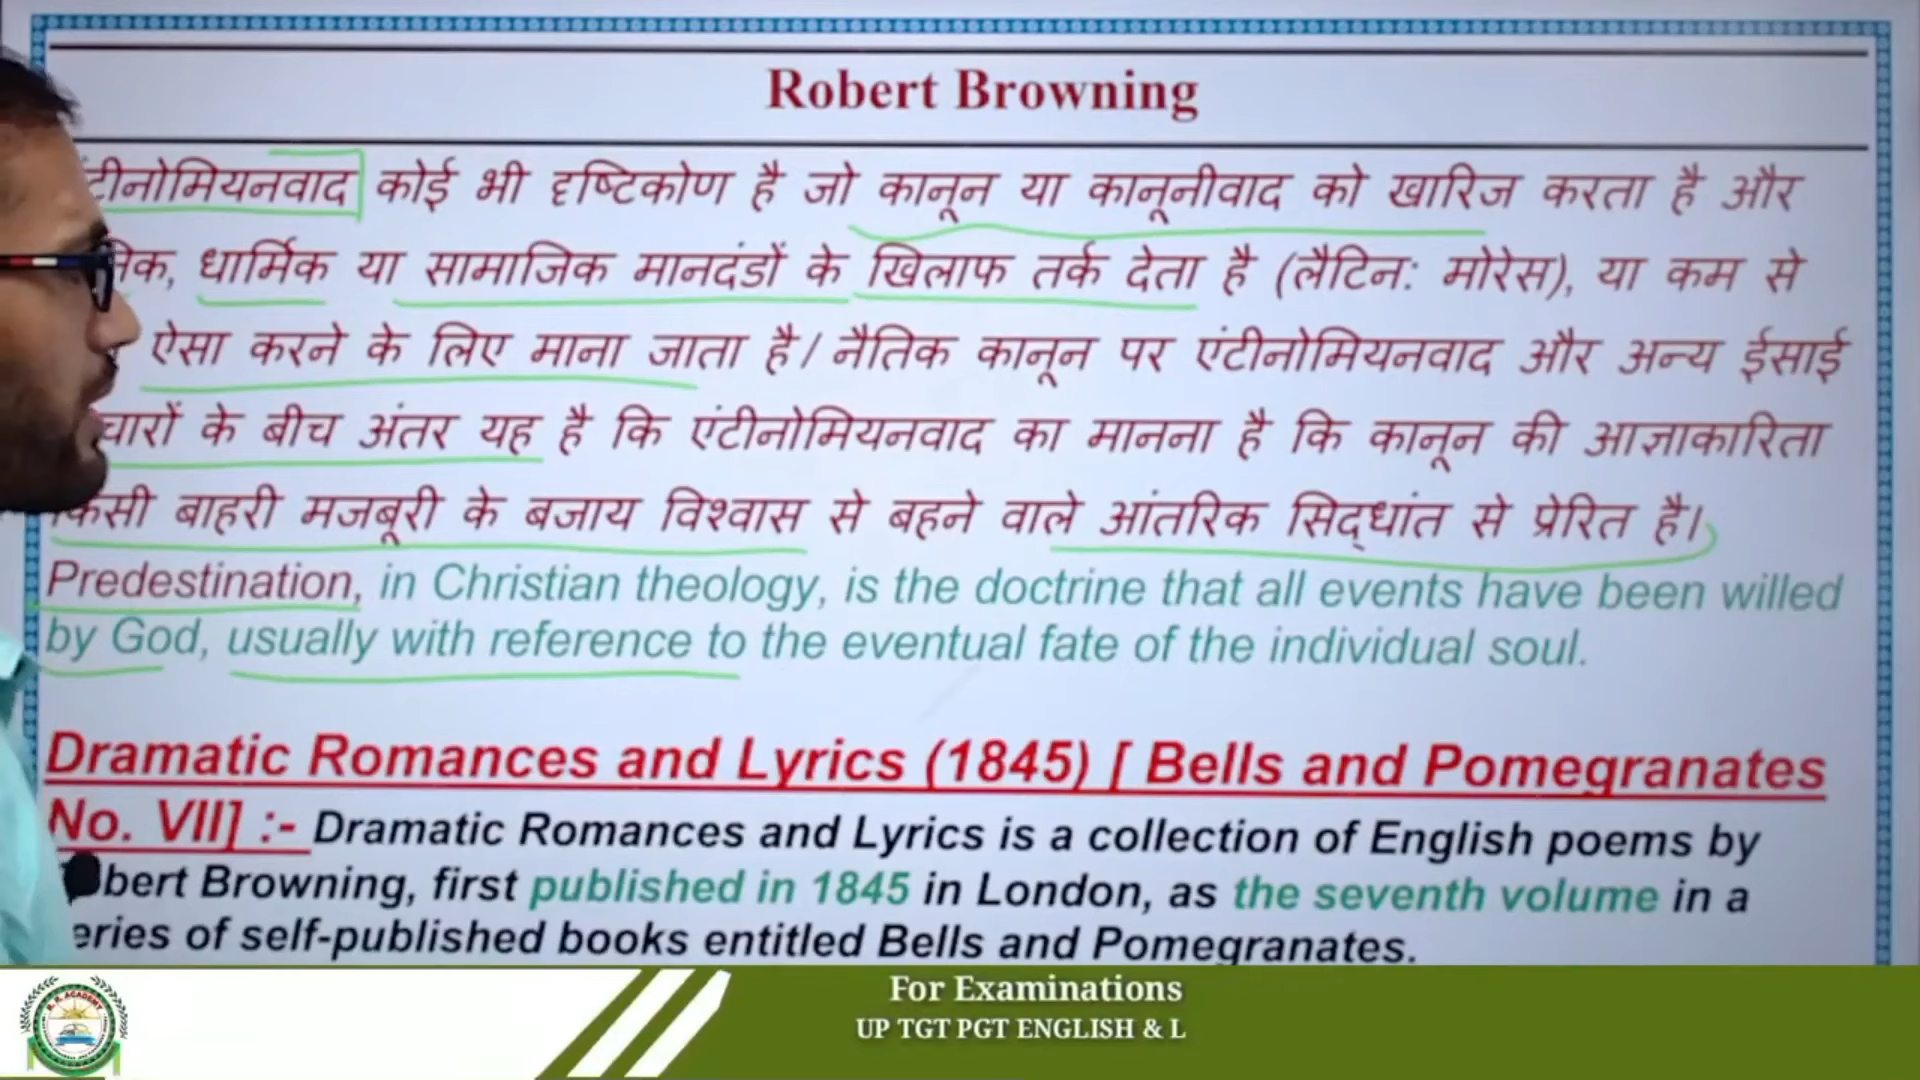 Robert Browning
टीनोमियनवाद कोई भी दृष्टिकोण है जो कानून या कानूनीवाद को खारिज करता है और
धार्मिक या सामाजिक मानदंडों के खिलाफ तर्क देता है (लैटिन: मोरेस), या कम से
ऐसा करने के लिए माना जाता है/ नैतिक कानून पर एंटीनोमियनवाद और अन्य ईसाई
चारों के बीच अंतर यह है कि एंटीनोमियनवाद का मानना है कि कानून की आज्ञाकारिता
किसी बाहरी मजबूरी के बजाय विश्वास से बहने वाले आंतरिक सिद्धांत से प्रेरित है।
Predestination, in Christian theology, is the doctrine that all events have been willed
by God, usually with reference to the eventual fate of the individual soul.
Dramatic Romances and Lyrics (1845) [ Bells and Pomegranates
No. VII] :- Dramatic Romances and Lyrics is a collection of English poems by
bert Browning, first published in 1845 in London, as the seventh volume in a
eries of self-published books entitled Bells and Pomegranates.
For Examinations
UP TGT PGT ENGLISH & L